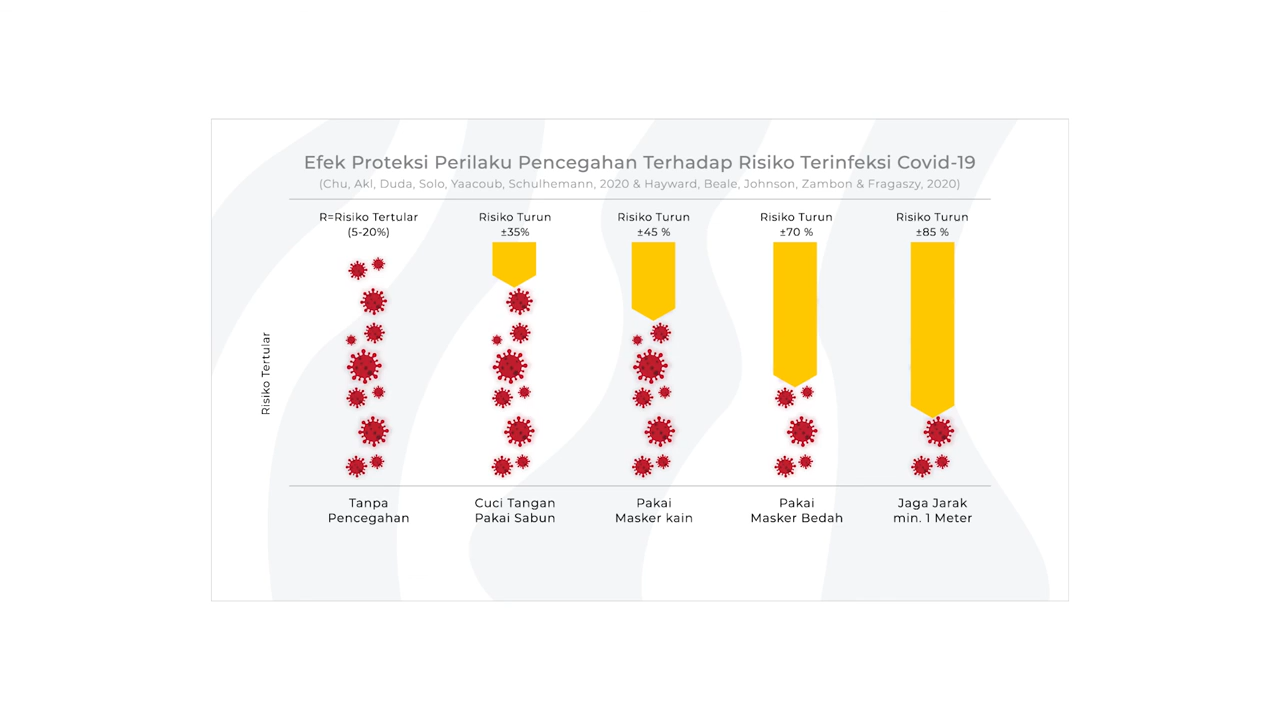 Efek Proteksi Perilaku Pencegahan Terhadap Risiko Terinfeksi Covid-19
(Chu, Akl, Duda, Solo, Yaacoub, Schulhemann, 2020 & Hayward, Beale, Johnson, Zambon & Fragaszy, 2020)
R=Risiko Tertular
(5-20%)
Risiko Turun
±35%
Risiko Turun
±45 %
Risiko Turun
±70 %
Risiko Turun
±85 %
Risiko Tertular
Tanpa
Pencegahan
Cuci Tangan
Pakai Sabun
Pakai
Masker kain
Pakai
Masker Bedah
Jaga Jarak
min. 1 Meter